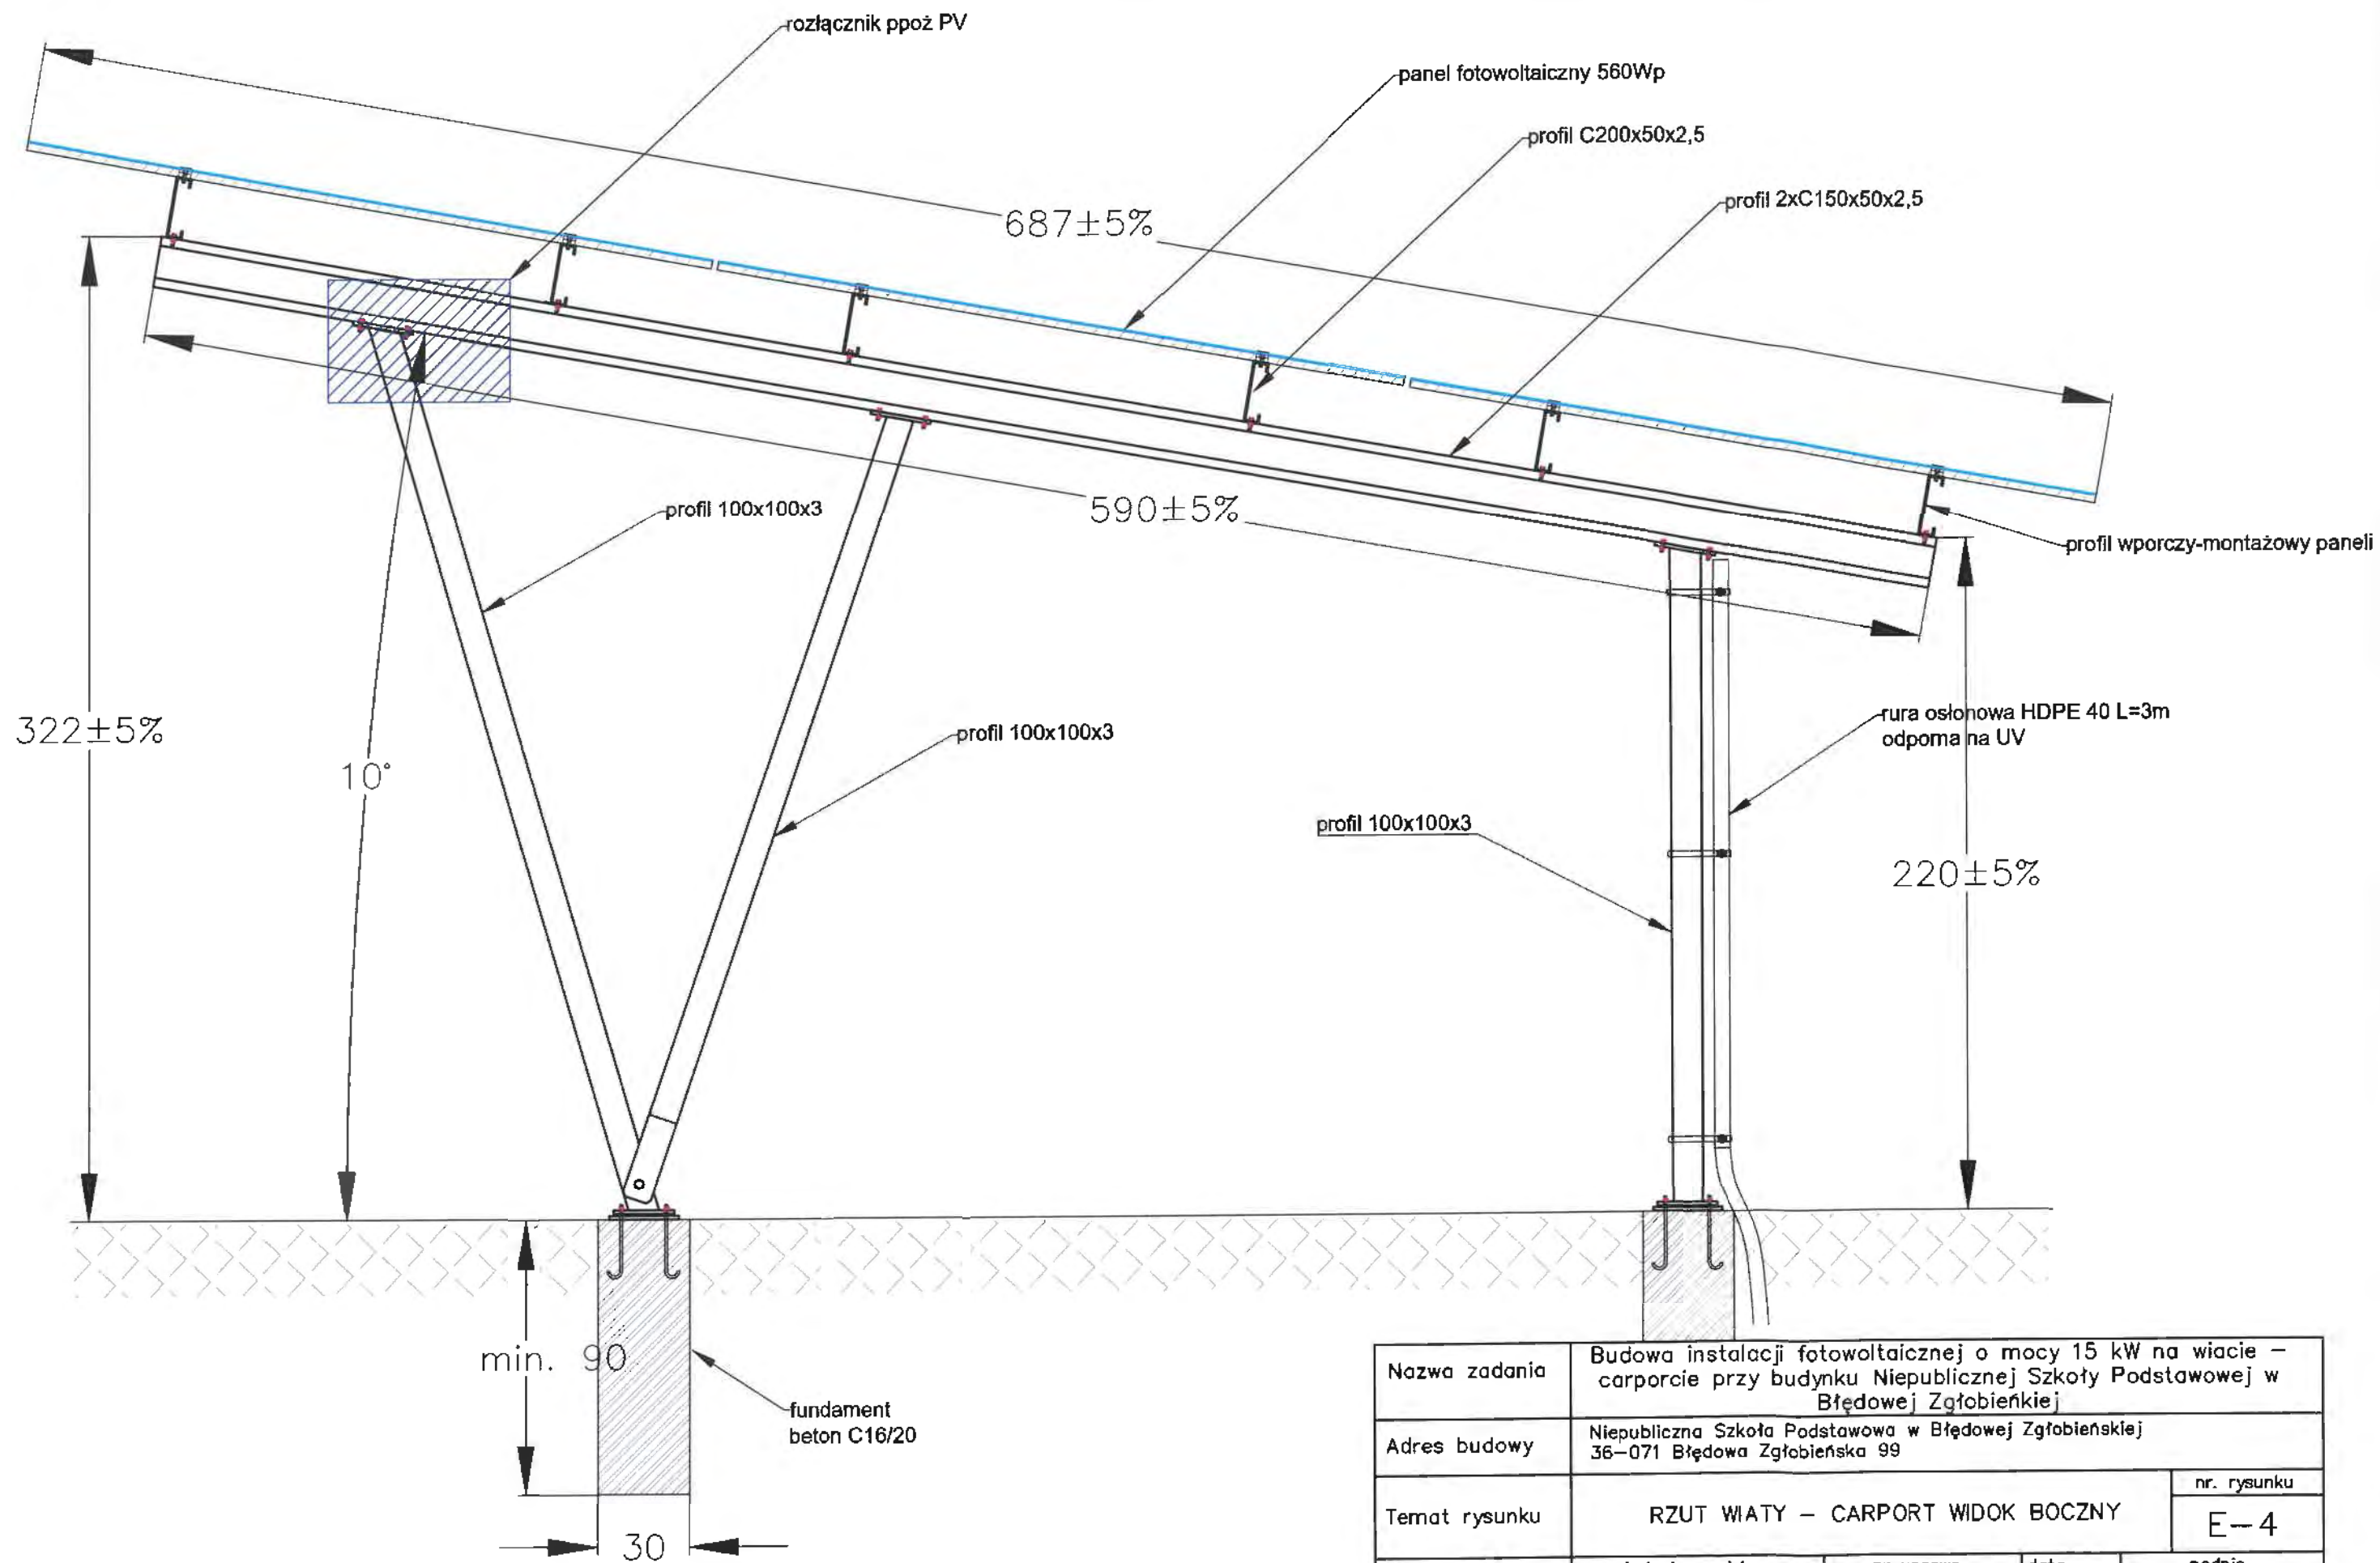 rozłącznik ppoż PV
panel fotowoltaiczny 560Wp
profil C200x50x2,5
profil 2xC150x50x2,5
687±5%
590±5%
profil 100x100x3
profil wporczy-montażowy paneli
322±5%
10°
profil 100x100x3
rura osłonowa HDPE 40 L=3m
odporna na UV
profil 100x100x3
220±5%
min. 90
fundament
beton C16/20
30
Nazwa zadania
Budowa instalacji fotowoltaicznej o mocy 15 kW na wiacie –
carporcie przy budynku Niepublicznej Szkoły Podstawowej w
Błędowej Zgłobieńkiej
Adres budowy
Niepubliczna Szkoła Podstawowa w Błędowej Zgłobieńskiej
36-071 Błędowa Zgłobieńska 99
Temat rysunku
RZUT WIATY – CARPORT WIDOK BOCZNY
nr. rysunku
E-4